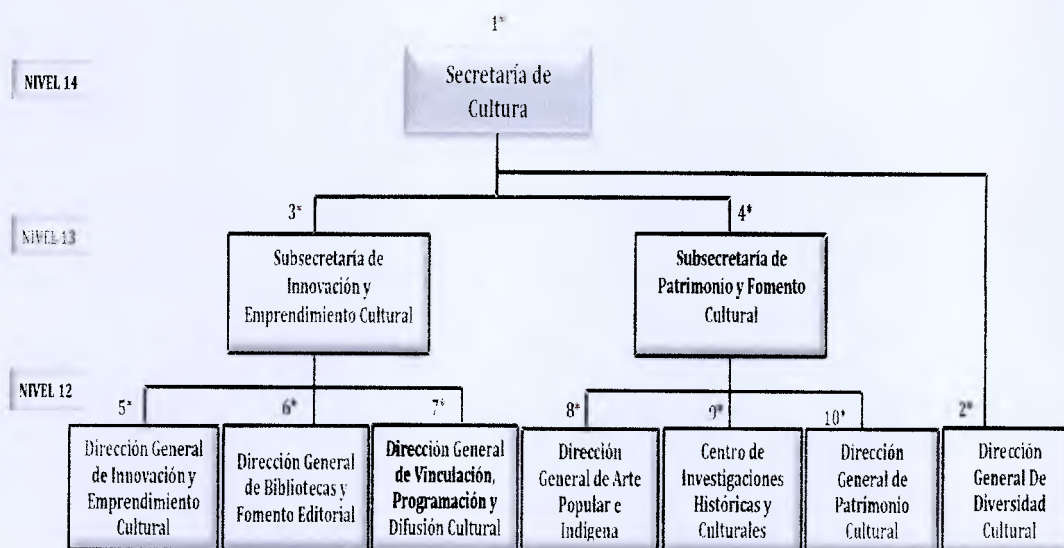 1*
NIVEL 14
Secretaría de
Cultura
NIVEL 13
3*
4*
Subsecretaría de
Innovación y
Emprendimiento Cultural
Subsecretaría de
Patrimonio y Fomento
Cultural
NIVEL 12
5*
6*
7*
8*
9*
10*
2*
Dirección General
de Innovación y
Emprendimiento
Cultural
Dirección General
de Bibliotecas y
Fomento Editorial
Dirección General
de Vinculación,
Programación y
Difusión Cultural
Dirección
General de Arte
Popular e
Indígena
Centro de
Investigaciones
Históricas y
Culturales
Dirección
General de
Patrimonio
Cultural
Dirección
General De
Diversidad
Cultural